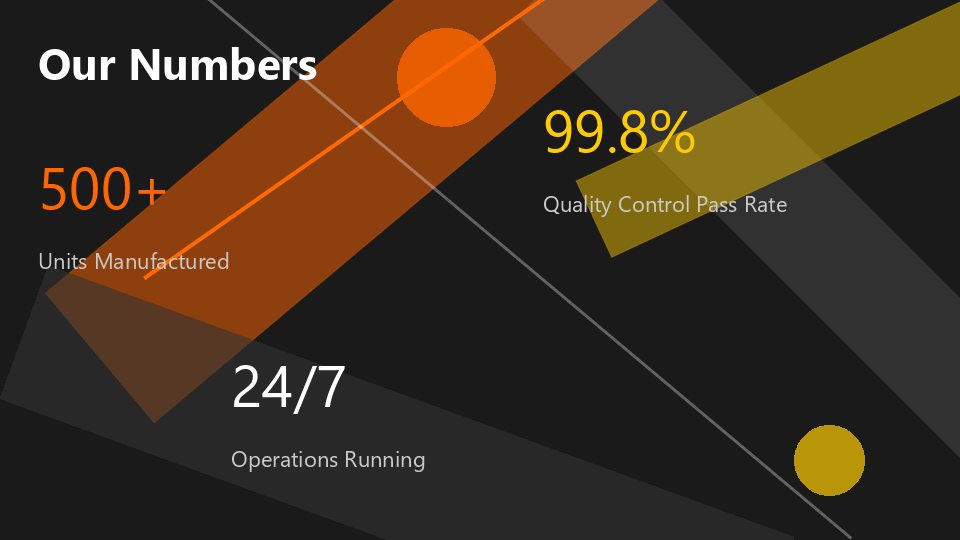 Our Numbers
500+
Units Manufactured
99.8%
Quality Control Pass Rate
24/7
Operations Running